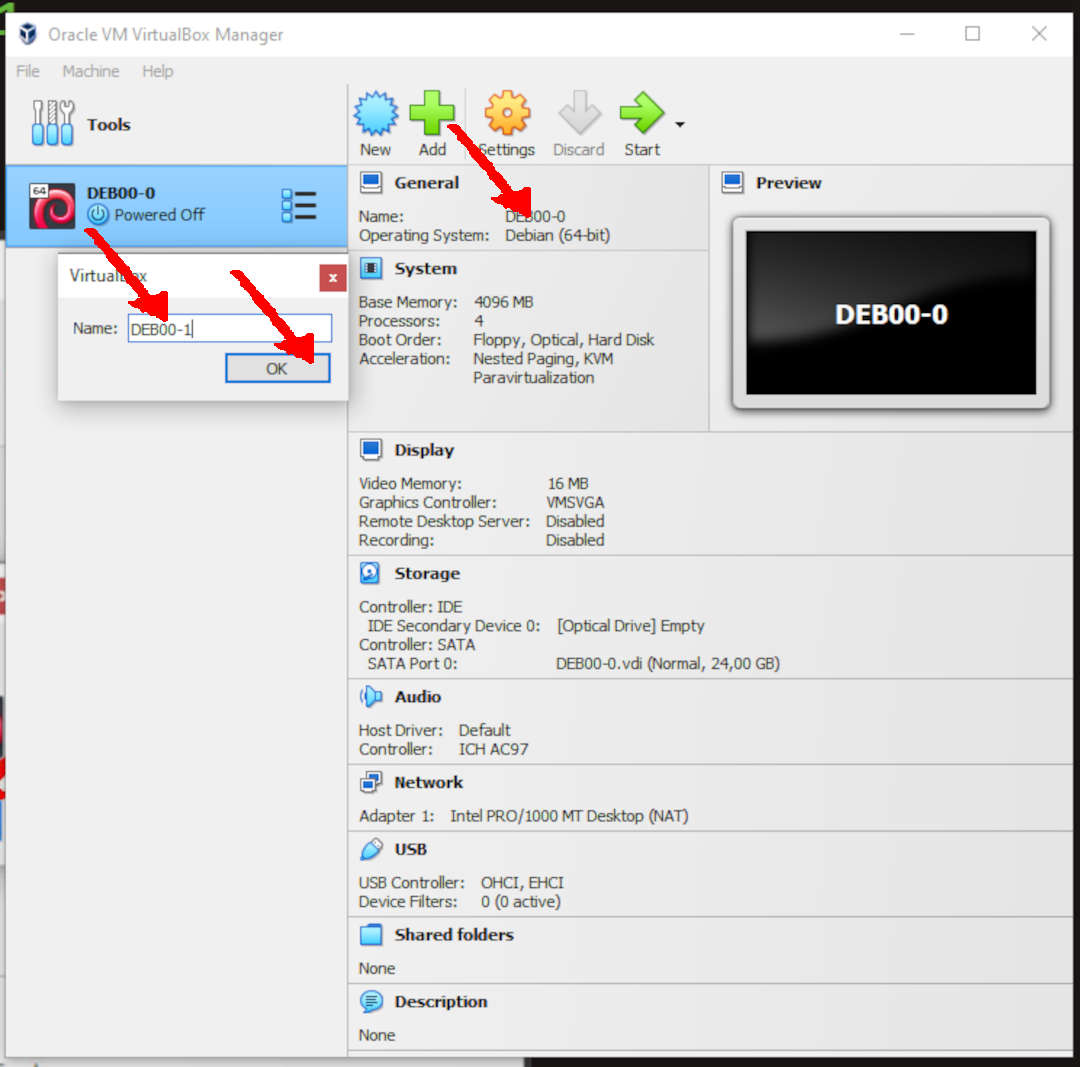 Oracle VM VirtualBox Manager
File Machine Help
Tools
New Add Settings Discard Start
64
DEB00-0
Powered Off
VirtualBox
x
Name: DEB00-1
OK
General
Name: DEB00-0
Operating System: Debian (64-bit)
Preview
DEB00-0
System
Base Memory: 4096 MB
Processors: 4
Boot Order: Floppy, Optical, Hard Disk
Acceleration: Nested Paging, KVM
Paravirtualization
Display
Video Memory: 16 MB
Graphics Controller: VMSVGA
Remote Desktop Server: Disabled
Recording: Disabled
Storage
Controller: IDE
IDE Secondary Device 0: [Optical Drive] Empty
Controller: SATA
SATA Port 0: DEB00-0.vdi (Normal, 24,00 GB)
Audio
Host Driver: Default
Controller: ICH AC97
Network
Adapter 1: Intel PRO/1000 MT Desktop (NAT)
USB
USB Controller: OHCI, EHCI
Device Filters: 0 (0 active)
Shared folders
None
Description
None